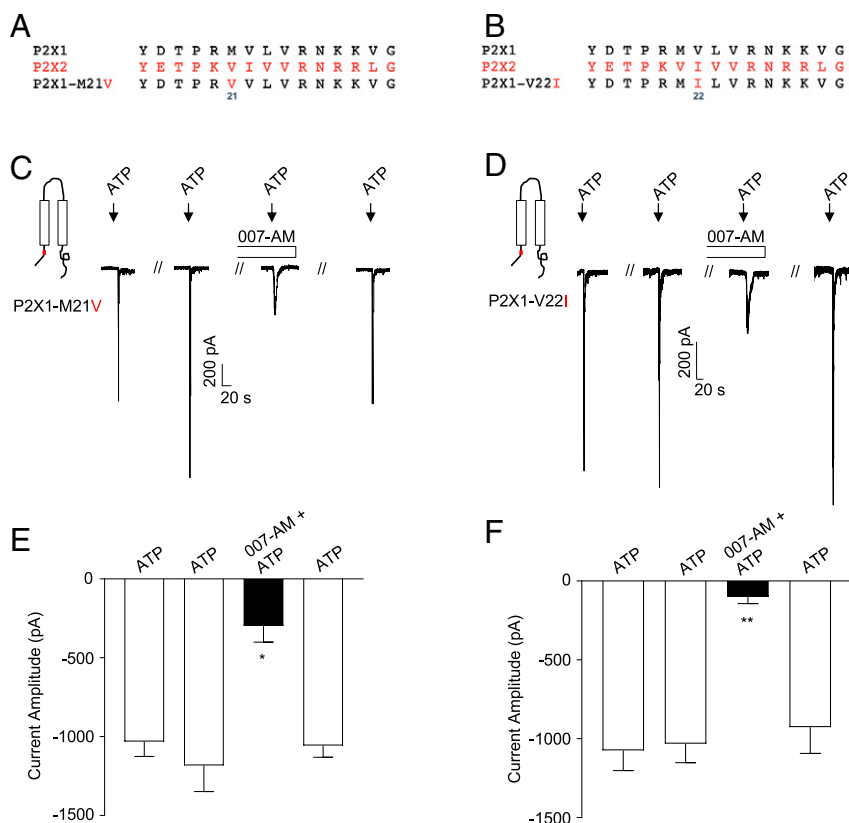 A
P2X1 Y D T P R M V L V R N K K V G
P2X2 Y E T P K V I V V R N R R L G
P2X1-M21V Y D T P R V V L V R N K K V G
21
B
P2X1 Y D T P R M V L V R N K K V G
P2X2 Y E T P K V I V V R N R R L G
P2X1-V22I Y D T P R M I L V R N K K V G
22
C
ATP ATP ATP ATP
007-AM
// // //
P2X1-M21V
200 pA
20 s
D
ATP ATP ATP ATP
007-AM
// // //
P2X1-V22I
200 pA
20 s
E
ATP ATP 007-AM + ATP ATP
0
-500
-1000
-1500
Current Amplitude (pA)
*
F
ATP ATP 007-AM + ATP ATP
0
-500
-1000
-1500
Current Amplitude (pA)
**